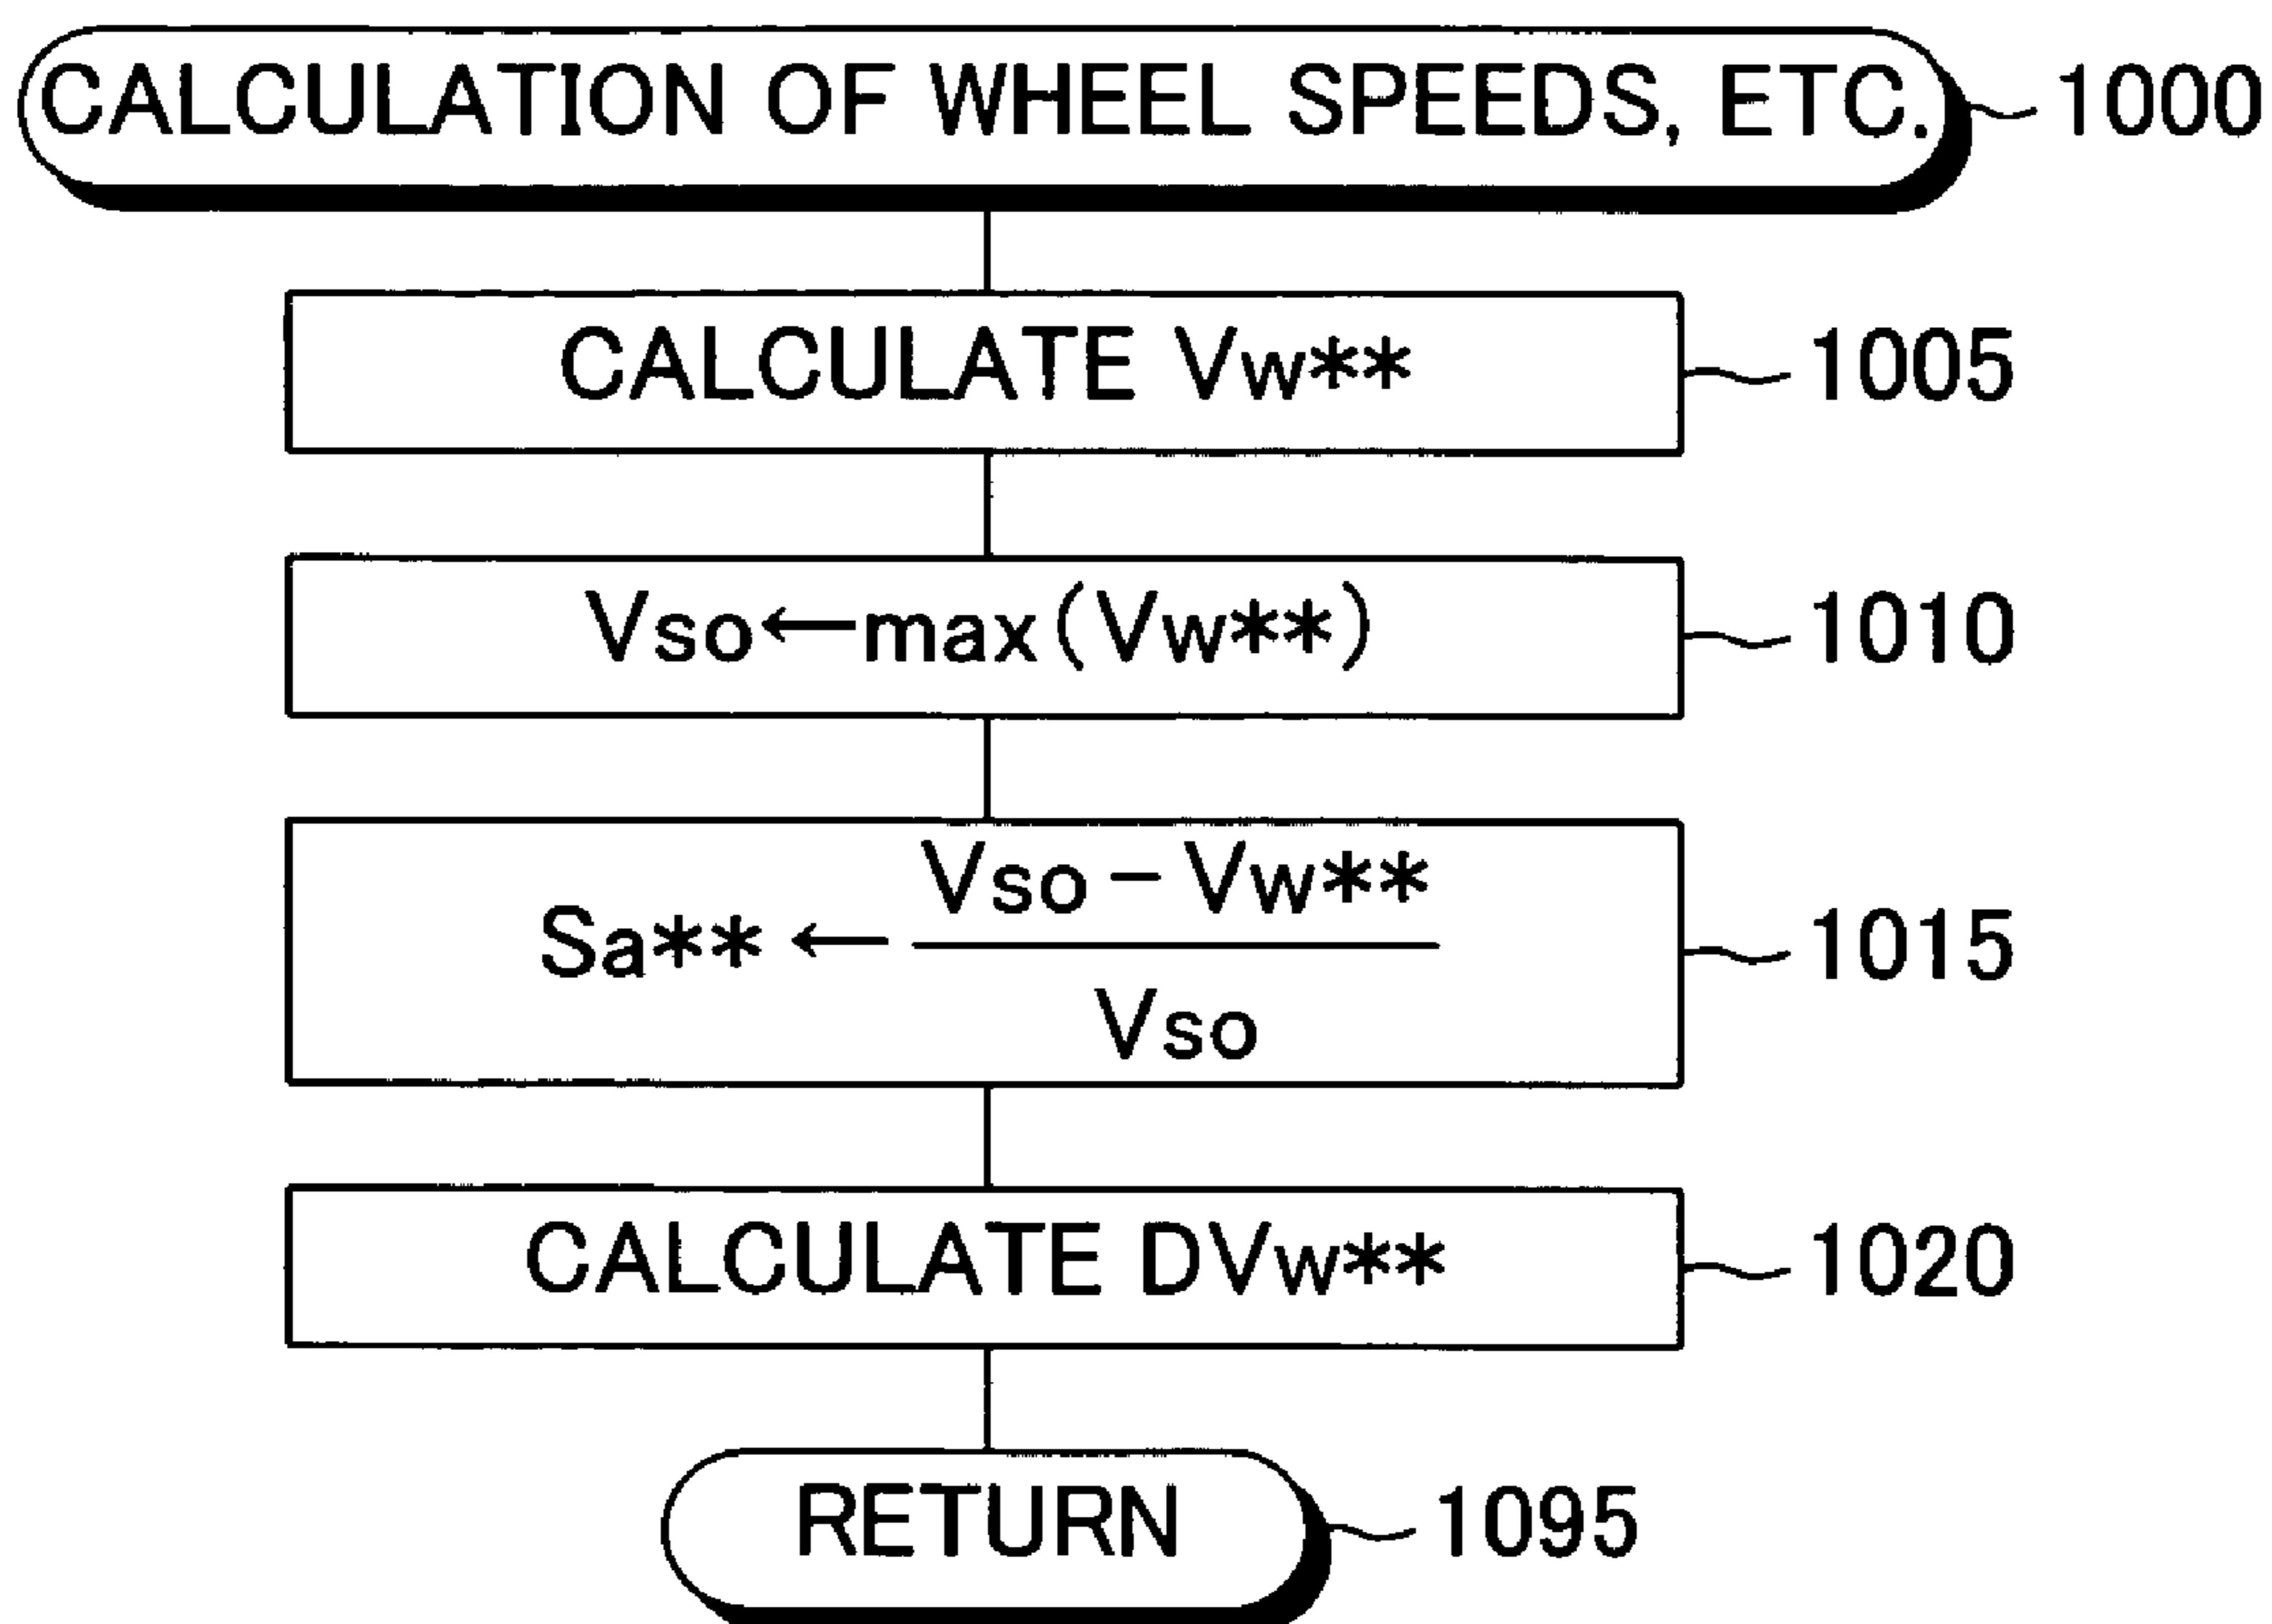 CALCULATION OF WHEEL SPEEDS, ETC. 1000
CALCULATE Vw** 1005
Vso←max(Vw**) 1010
Vso - Vw**
Sa** ← 1015
Vso
CALCULATE DVw** 1020
RETURN 1095